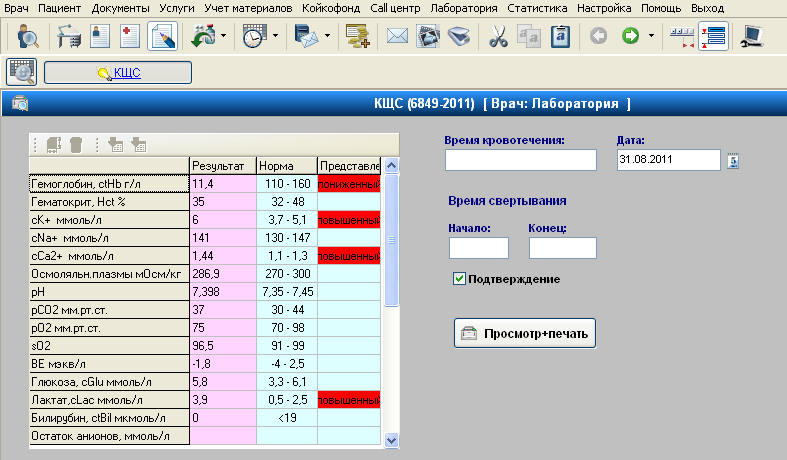 Врач Пациент Документы Услуги Учет материалов Койкофонд Call центр Лаборатория Статистика Настройка Помощь Выход
КЩС
КЩС (6849-2011) [ Врач: Лаборатория ]
Результат Норма Представле
Гемоглобин, ctHb г/л 11,4 110 - 160 пониженный
Гематокрит, Hct % 35 32 - 48
cK+ ммоль/л 6 3,7 - 5,1 повышенный
cNa+ ммоль/л 141 130 - 147
cCa2+ ммоль/л 1,44 1,1 - 1,3 повышенный
Осмоляльн.плазмы мОсм/кг 286,9 270 - 300
pH 7,398 7,35 - 7,45
pCO2 мм.рт.ст. 37 30 - 44
pO2 мм.рт.ст. 75 70 - 98
sO2 96,5 91 - 99
BE мэкв/л -1,8 -4 - 2,5
Глюкоза, cGlu ммоль/л 5,8 3,3 - 6,1
Лактат,cLac ммоль/л 3,9 0,5 - 2,5 повышенный
Билирубин, ctBil мкмоль/л 0 <19
Остаток анионов, ммоль/л
Время кровотечения: Дата:
31.08.2011
Время свертывания
Начало: Конец:
Подтверждение
Просмотр+печать